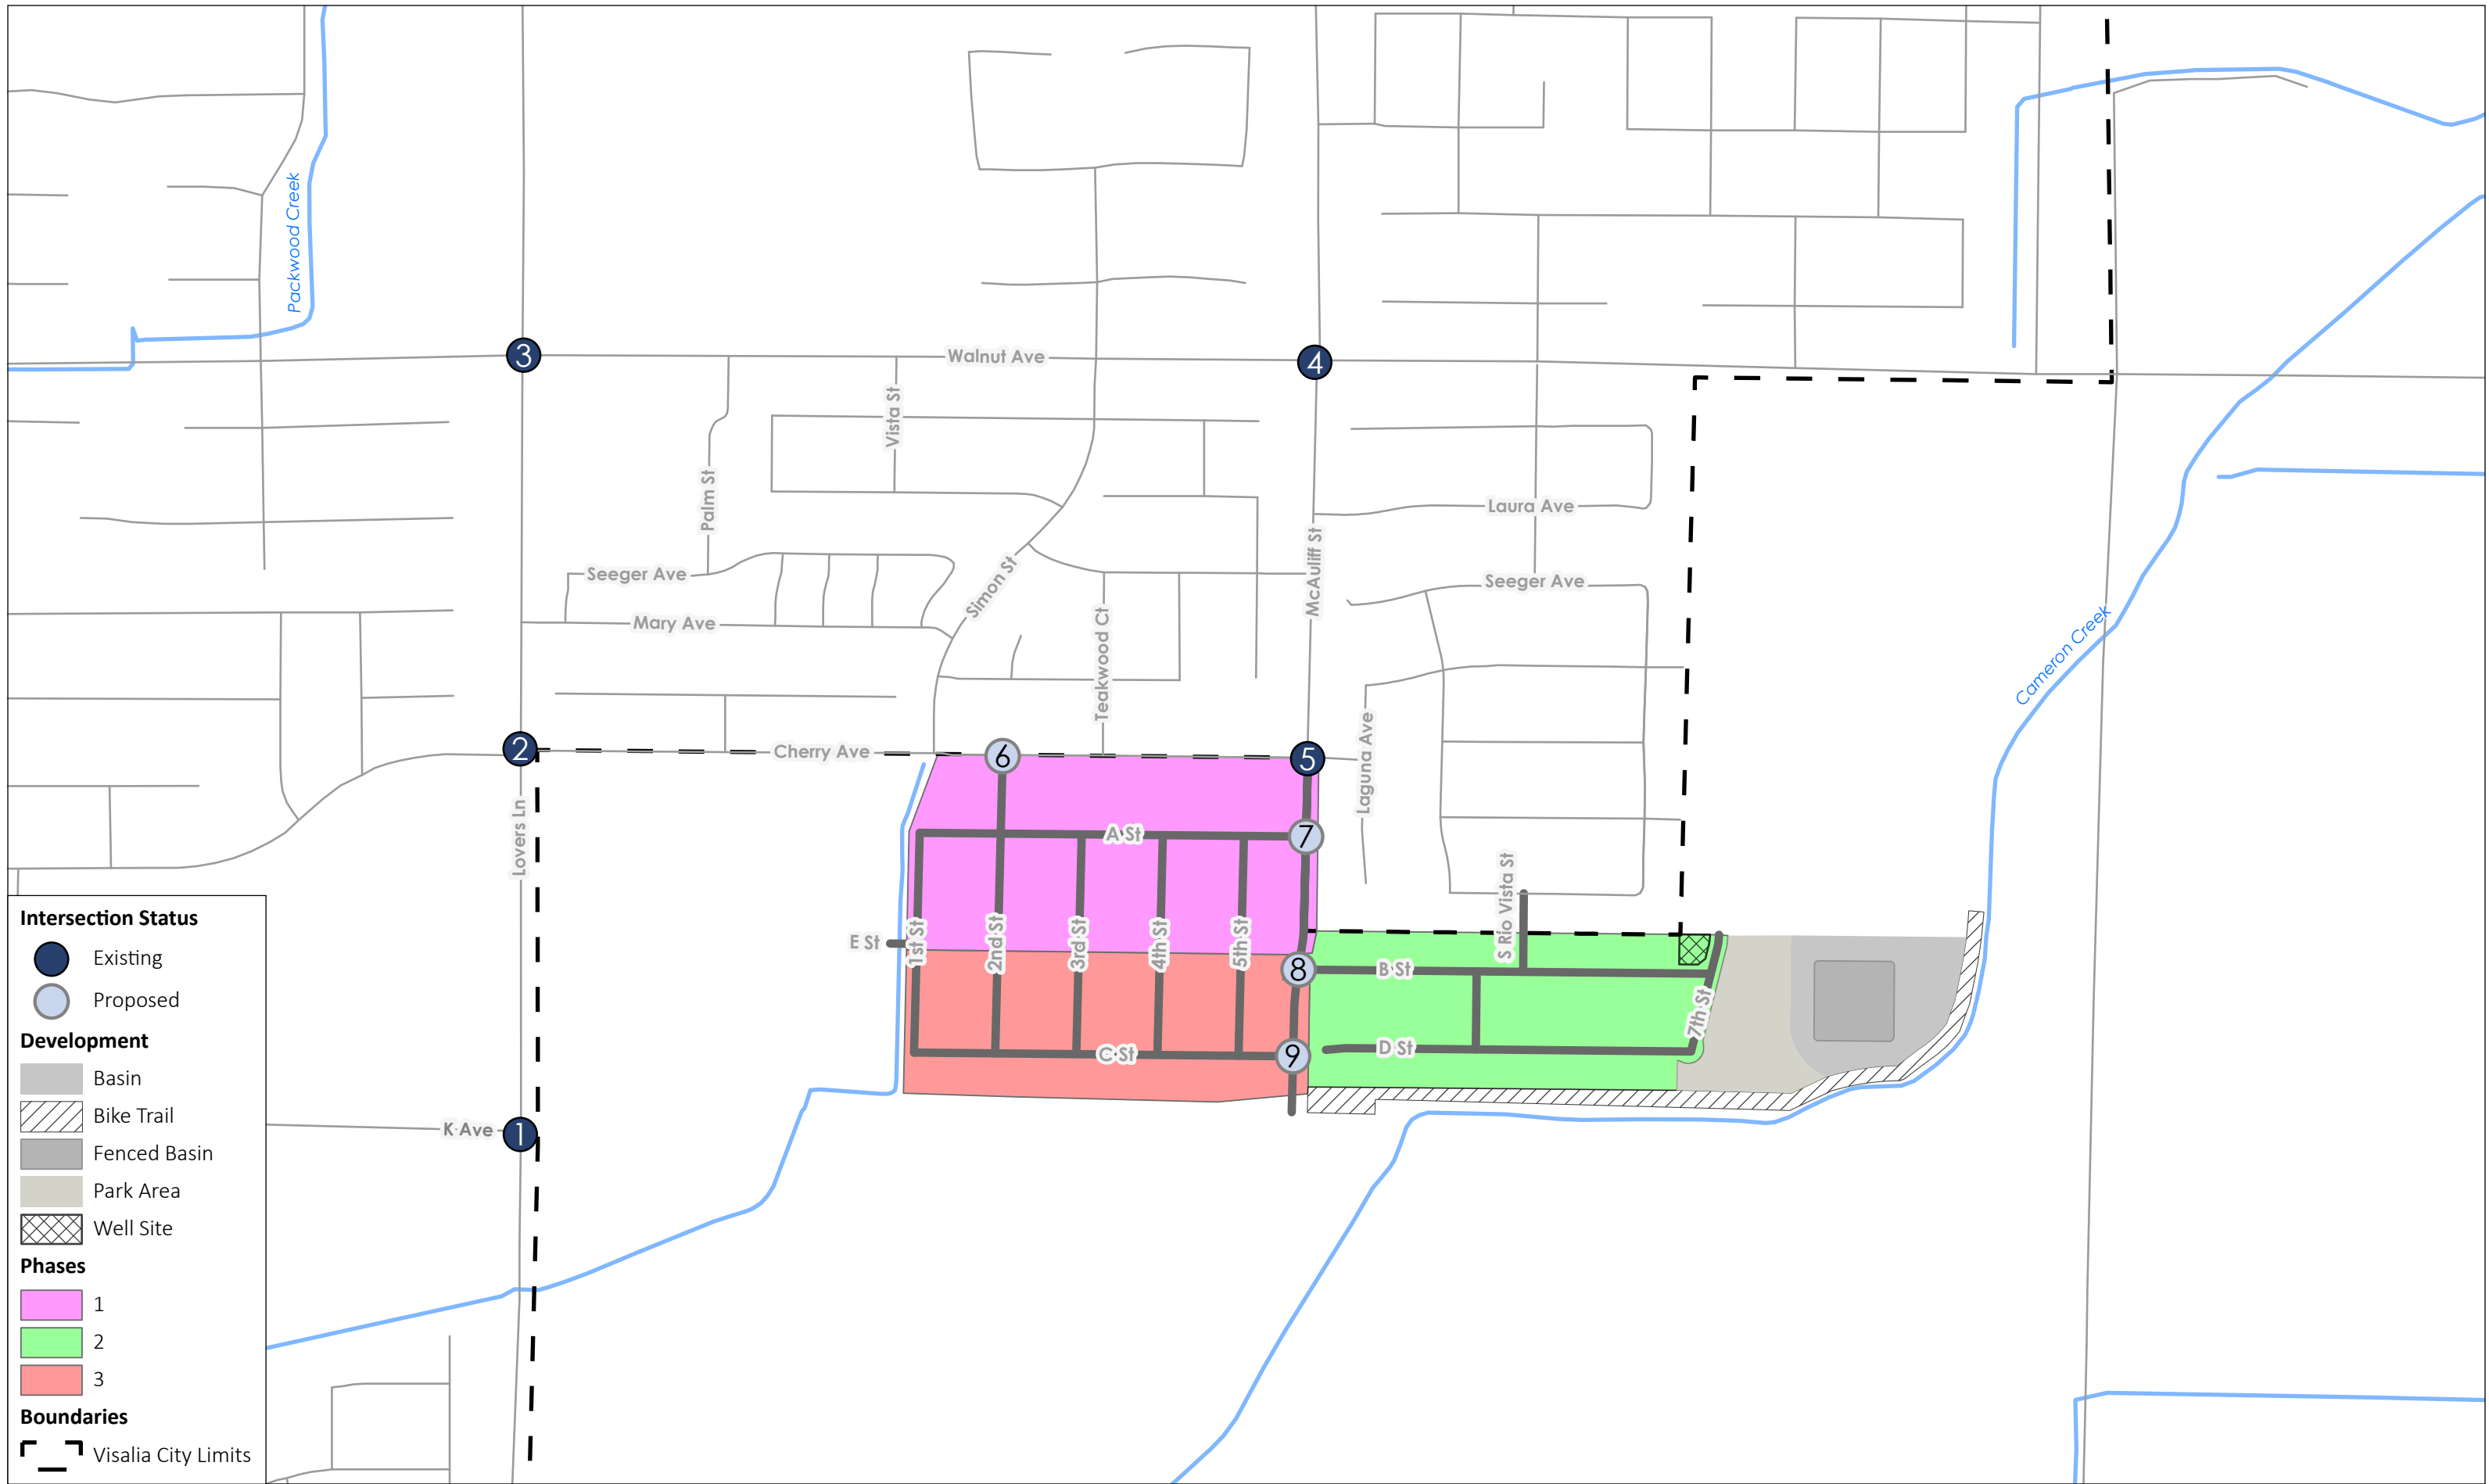 Packwood Creek
3
Walnut Ave
4
Vista St
Palm St
Laura Ave
McAuliff St
Seeger Ave
Simon St
Seeger Ave
Mary Ave
Teakwood Ct
Cameron Creek
2
Cherry Ave
6
5
Laguna Ave
Lovers Ln
A St
7
S Rio Vista St
E St
1st St
2nd St
3rd St
4th St
5th St
8
B St
7th St
C St
9
D St
K Ave
1
Intersection Status
Existing
Proposed
Development
Basin
Bike Trail
Fenced Basin
Park Area
Well Site
Phases
1
2
3
Boundaries
Visalia City Limits